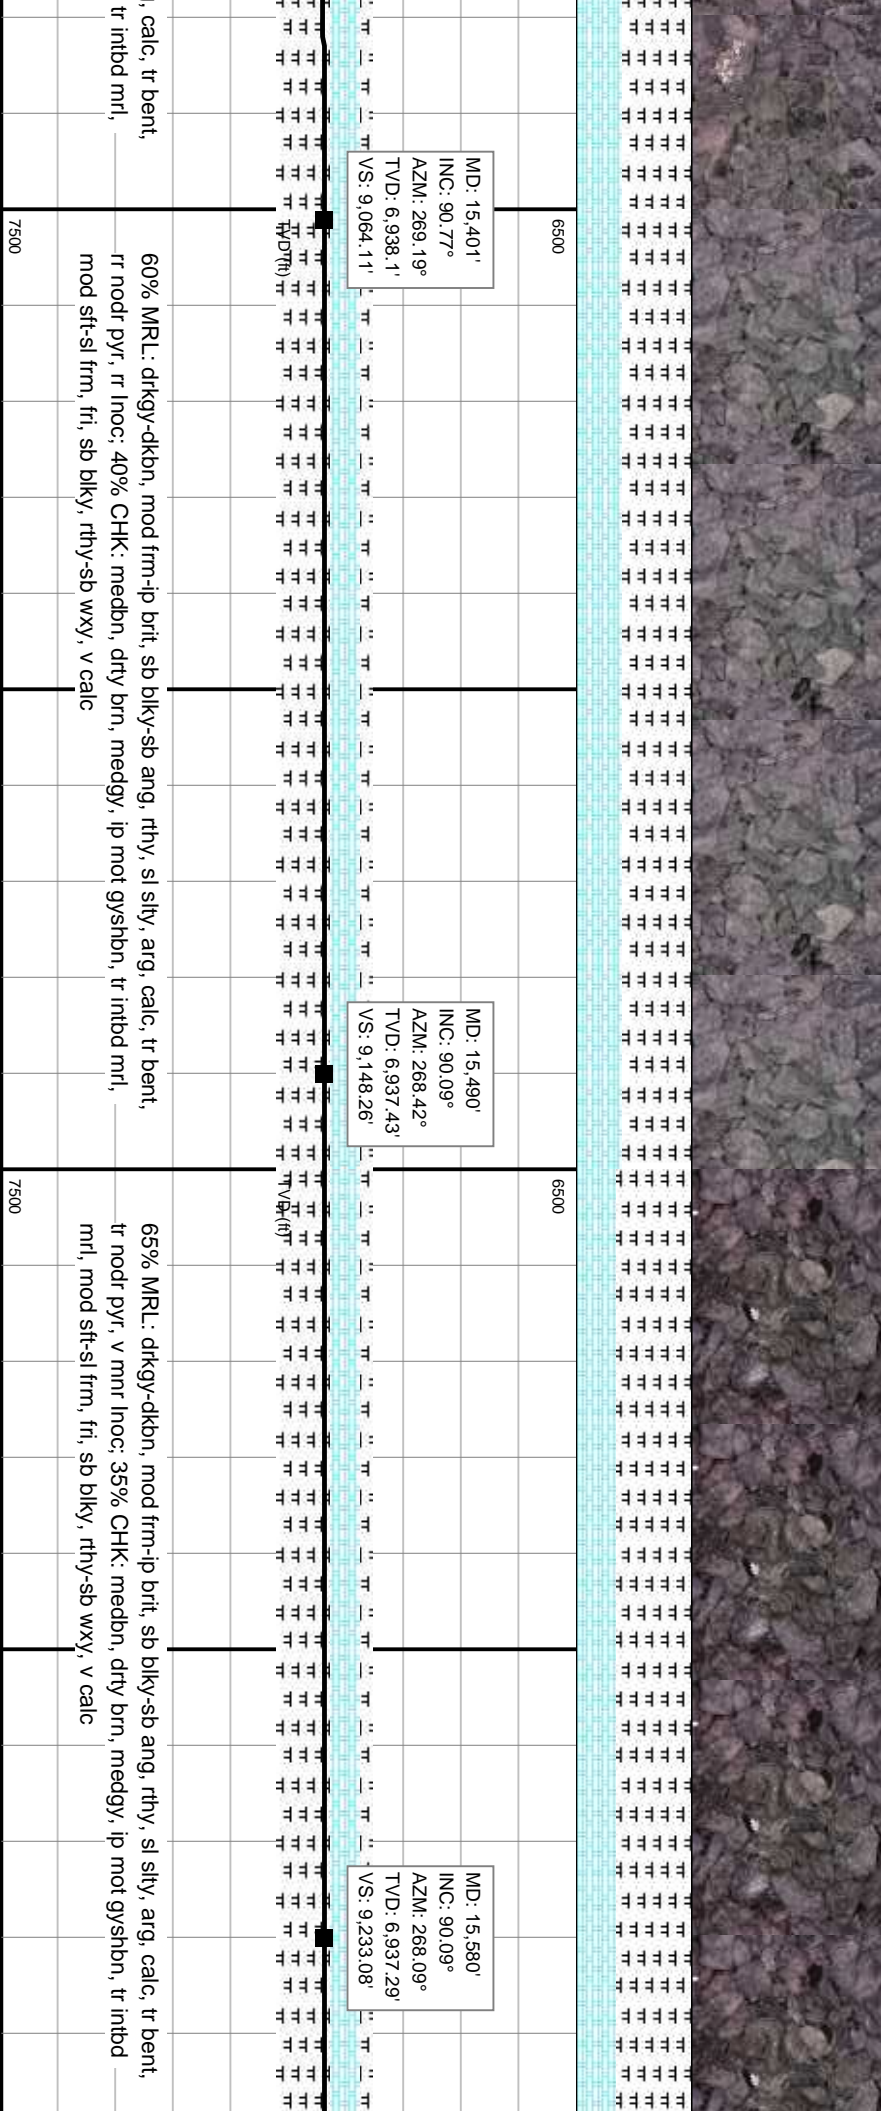 , calc, tr bent,
tr intbd mrl,
MD: 15,401'
INC: 90.77°
AZM: 269.19°
TVD: 6,938.1'
VS: 9,064.11'
6500
TVD (ft)
7500
60% MRL: drkgy-dkbn, mod frm-ip brit, sb blky-sb ang, rthy, sl slty, arg, calc, tr bent,
rr nodr pyr, rr Inoc; 40% CHK: medbn, drty brn, medgy, ip mot gyshbn, tr intbd mrl,
mod sft-sl frm, fri, sb blky, rthy-sb wxy, v calc
MD: 15,490'
INC: 90.09°
AZM: 268.42°
TVD: 6,937.43'
VS: 9,148.26'
6500
TVD (ft)
7500
65% MRL: drkgy-dkbn, mod frm-ip brit, sb blky-sb ang, rthy, sl slty, arg, calc, tr bent,
tr nodr pyr, v mnr Inoc; 35% CHK: medbn, drty brn, medgy, ip mot gyshbn, tr intbd
mrl, mod sft-sl frm, fri, sb blky, rthy-sb wxy, v calc
MD: 15,580'
INC: 90.09°
AZM: 268.09°
TVD: 6,937.29'
VS: 9,233.08'